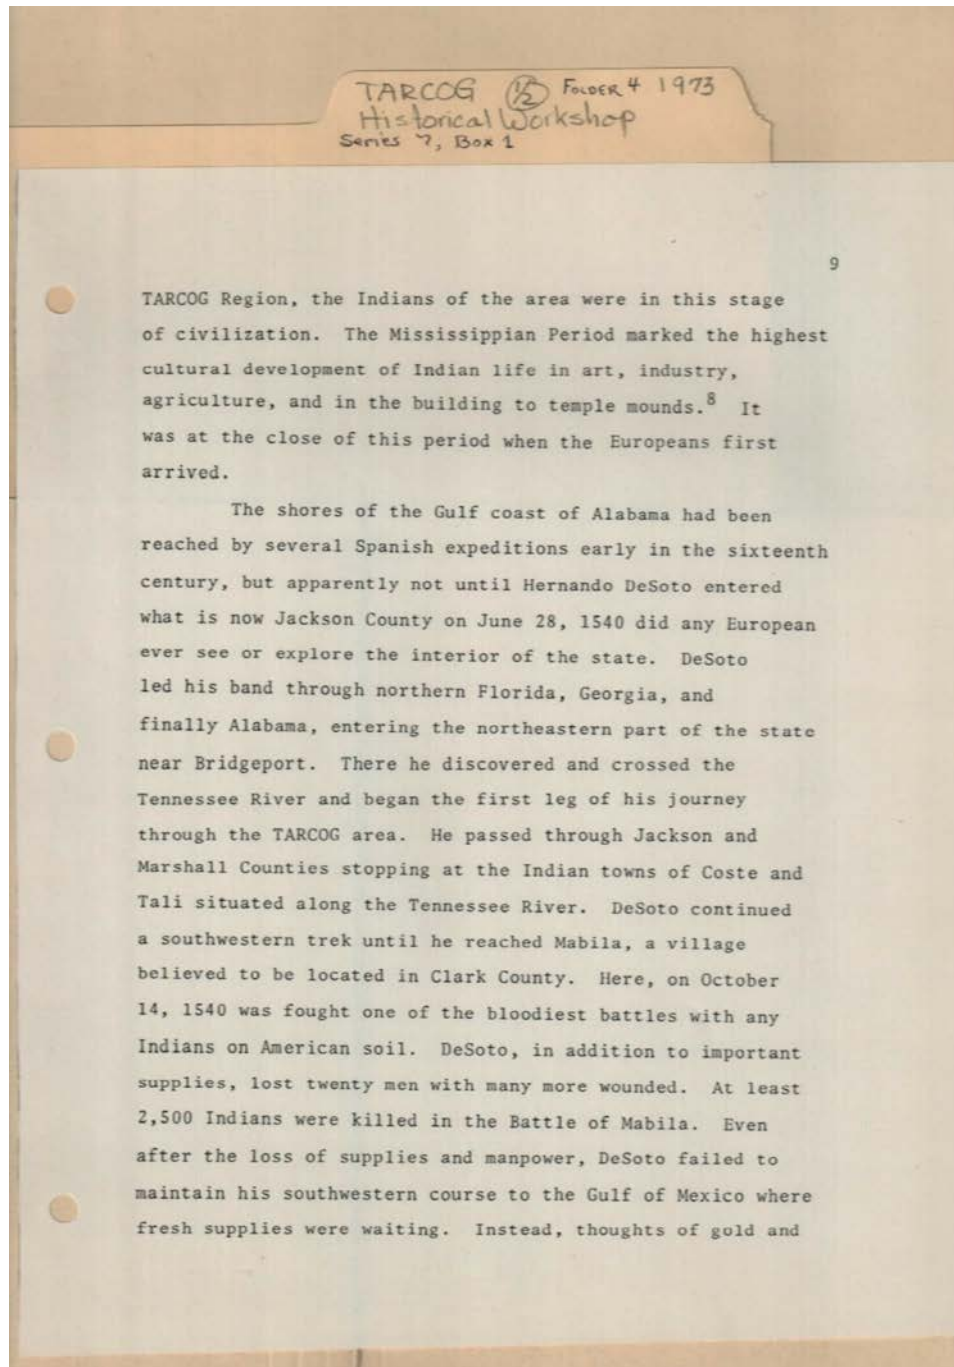 TARCOG 1/2 FOLDER 4 1973
Historical Workshop
Series 7, Box 1
9
TARCOG Region, the Indians of the area were in this stage
of civilization. The Mississippian Period marked the highest
cultural development of Indian life in art, industry,
agriculture, and in the building to temple mounds.8 It
was at the close of this period when the Europeans first
arrived.
The shores of the Gulf coast of Alabama had been
reached by several Spanish expeditions early in the sixteenth
century, but apparently not until Hernando DeSoto entered
what is now Jackson County on June 28, 1540 did any European
ever see or explore the interior of the state. DeSoto
led his band through northern Florida, Georgia, and
finally Alabama, entering the northeastern part of the state
near Bridgeport. There he discovered and crossed the
Tennessee River and began the first leg of his journey
through the TARCOG area. He passed through Jackson and
Marshall Counties stopping at the Indian towns of Coste and
Tali situated along the Tennessee River. DeSoto continued
a southwestern trek until he reached Mabila, a village
believed to be located in Clark County. Here, on October
14, 1540 was fought one of the bloodiest battles with any
Indians on American soil. DeSoto, in addition to important
supplies, lost twenty men with many more wounded. At least
2,500 Indians were killed in the Battle of Mabila. Even
after the loss of supplies and manpower, DeSoto failed to
maintain his southwestern course to the Gulf of Mexico where
fresh supplies were waiting. Instead, thoughts of gold and